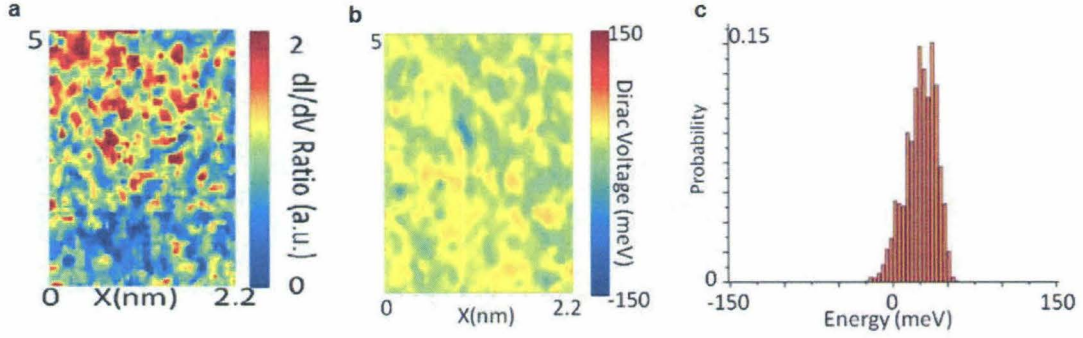 a
5
0
X(nm)
2.2
2
dI/dV Ratio (a.u.)
0
b
5
0
X(nm)
2.2
150
Dirac Voltage (meV)
-150
c
0.15
Probability
0
-150
0
150
Energy (meV)